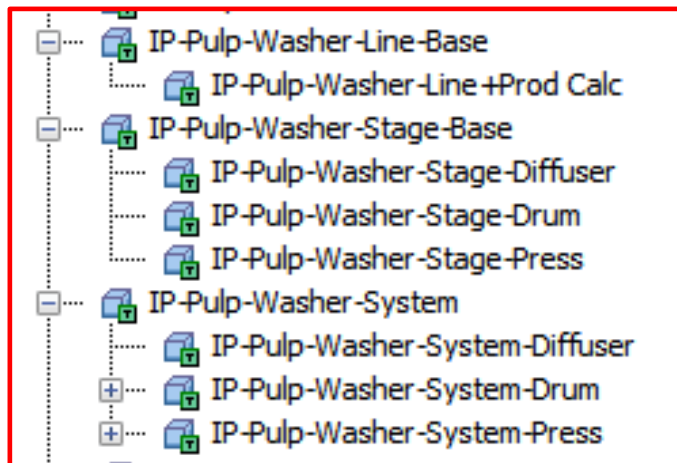 IP-Pulp-Washer-Line-Base
IP-Pulp-Washer-Line+Prod Calc
IP-Pulp-Washer-Stage-Base
IP-Pulp-Washer-Stage-Diffuser
IP-Pulp-Washer-Stage-Drum
IP-Pulp-Washer-Stage-Press
IP-Pulp-Washer-System
IP-Pulp-Washer-System-Diffuser
IP-Pulp-Washer-System-Drum
IP-Pulp-Washer-System-Press